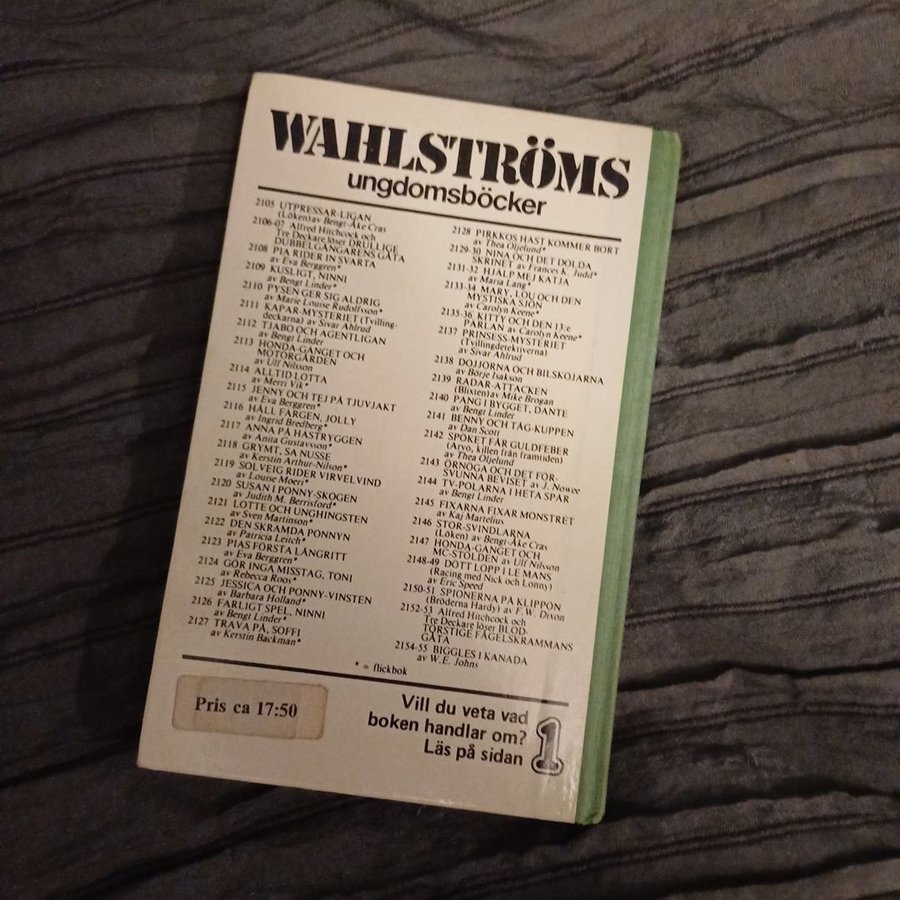 WAHLSTRÖMS
ungdomsböcker
2105 UTPRESSAR-LIGAN
(Löken)av Bengt-Åke Cras
2106-07 Alfred Hitchcock och
Tre Deckare löser DRULLIGE
DUBBELGÅNGARENS GÅTA
2108 PIA RIDER IN SVARTA
av Eva Berggren*
2109 KUSLIGT, NINNI
av Bengt Linder*
2110 PYSEN GER SIG ALDRIG
av Marie Louise Rudolfsson*
2111 KAPAR-MYSTERIET (Tvilling-
deckarna) av Sivar Ahlrud
2112 TJABO OCH AGENTLIGAN
av Bengt Linder
2113 HONDA-GÄNGET OCH
MOTORGÅRDEN
av Ulf Nilsson
2114 ALLTID LOTTA
av Merri Vik*
2115 JENNY OCH TEJ PÅ TJUVJAKT
av Eva Berggren*
2116 HÅLL FÄRGEN, JOLLY
av Ingrid Bredberg*
2117 ANNA PÅ HÄSTRYGGEN
av Anita Gustavsson*
2118 GRYMT, SA NUSSE
av Kerstin Arthur-Nilson*
2119 SOLVEIG RIDER VIRVELVIND
av Louise Moeri*
2120 SUSAN I PONNY-SKOGEN
av Judith M. Berrisford*
2121 LOTTE OCH UNGHINGSTEN
av Sven Martinson*
2122 DEN SKRÄMDA PONNYN
av Patricia Leitch*
2123 PIAS FÖRSTA LÅNGRITT
av Eva Berggren*
2124 GÖR INGA MISSTAG, TONI
av Rebecca Roos*
2125 JESSICA OCH PONNY-VINSTEN
av Barbara Holland*
2126 FARLIGT SPEL, NINNI
av Bengt Linder*
2127 TRAVA PÅ, SOFFI
av Kerstin Backman*
2128 PIRKKOS HÄST KOMMER BORT
av Thea Oljelund*
2129-30 NINA OCH DET DOLDA
SKRINET av Frances K. Judd*
2131-32 HJÄLP MEJ KATJA
av Maria Lang*
2133-34 MARY, LOU OCH DEN
MYSTISKA SJÖN
av Carolyn Keene*
2135-36 KITTY OCH DEN 13:e
PÄRLAN av Carolyn Keene*
2137 PRINSESS-MYSTERIET
(Tvillingdetektiverna)
av Sivar Ahlrud
2138 DOJJORNA OCH BILSKOJARNA
av Börje Isakson
2139 RADAR-ATTACKEN
(Blixten)av Mike Brogan
2140 PANG I BYGGET, DANTE
av Bengt Linder
2141 BENNY OCH TÅG-KUPPEN
av Dan Scott
2142 SPÖKET FÅR GULDFEBER
(Arvo, killen från framtiden)
av Thea Oljelund
2143 ÖRNÖGA OCH DET FÖR-
SVUNNA BEVISET av J. Nowee
2144 TV-POLARNA I HETA SPÅR
av Bengt Linder
2145 FIXARNA FIXAR MONSTRET
av Kaj Martelius
2146 STOR-SVINDLARNA
(Löken) av Bengt-Åke Cras
2147 HONDA-GÄNGET OCH
MC-STÖLDEN av Ulf Nilsson
2148-49 DÖTT LOPP I LE MANS
(Racing med Nick och Lonny)
av Eric Speed
2150-51 SPIONERNA PÅ KLIPPON
(Bröderna Hardy) av F.W. Dixon
2152-53 Alfred Hitchcock och
Tre Deckare löser BLOD-
TÖRSTIGE FÅGELSKRÄMMANS
GÅTA
2154-55 BIGGLES I KANADA
av W.E. Johns
* = flickbok
Pris ca 17:50
Vill du veta vad
boken handlar om?
Läs på sidan 1